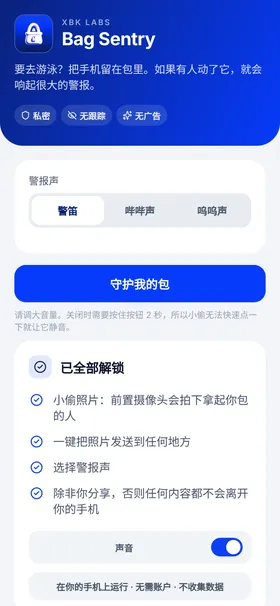 XBK LABS
Bag Sentry
要去游泳？把手机留在包里。如果有人动了它，就会
响起很大的警报。
私密
无跟踪
无广告
警报声
警笛
哔哔声
呜呜声
守护我的包
请调大音量。关闭时需要按住按钮 2 秒，所以小偷无法快速点一
下就让它静音。
已全部解锁
小偷照片：前置摄像头会拍下拿起你包
的人
一键把照片发送到任何地方
选择警报声
除非你分享，否则任何内容都不会离开
你的手机
声音
在你的手机上运行 · 无需账户 · 不收集数据